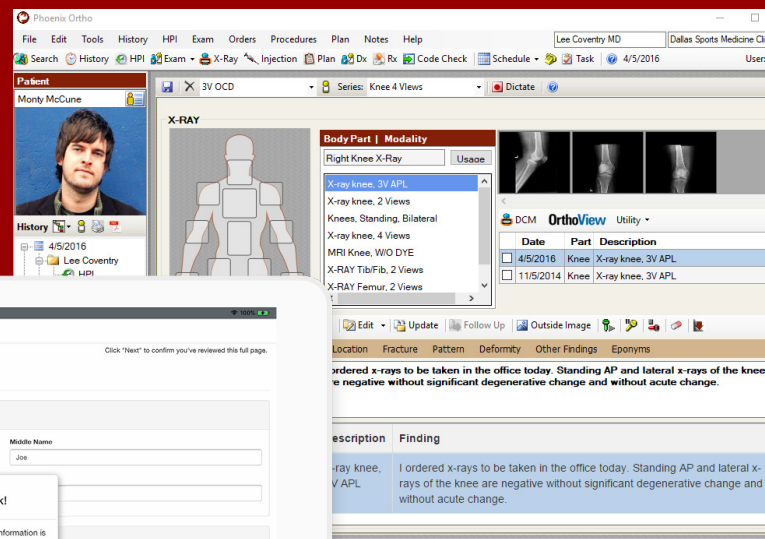 Phoenix Ortho
File Edit Tools History HPI Exam Orders Procedures Plan Notes Help Lee Coventry MD Dallas Sports Medicine Cli
Search History HPI Exam X-Ray Injection Plan Dx Rx Code Check Schedule Task 4/5/2016 User:
Patient
Monty McCune
3V OCD Series: Knee 4 VIews Dictate
X-RAY
Body Part | Modality
Right Knee X-Ray Usage
X-ray knee, 3V APL
X-ray knee, 2 Views
Knees, Standing, Bilateral
X-ray knee, 4 Views
MRI Knee, W/O DYE
X-RAY Tib/Fib, 2 Views
X-RAY Femur, 2 Views
DCM OrthoView Utility
Date Part Description
4/5/2016 Knee X-ray knee, 3V APL
11/5/2014 Knee X-ray knee, 3V APL
History
4/5/2016
Lee Coventry
HPI
Edit Update Follow Up Outside Image
Location Fracture Pattern Deformity Other Findings Eponyms
ordered x-rays to be taken in the office today. Standing AP and lateral x-rays of the knee
e negative without significant degenerative change and without acute change.
escription Finding
-ray knee, I ordered x-rays to be taken in the office today. Standing AP and lateral x-
V APL rays of the knee are negative without significant degenerative change and
without acute change.
100%
Click "Next" to confirm you've reviewed this full page.
Middle Name
Joe
k!
nformation is